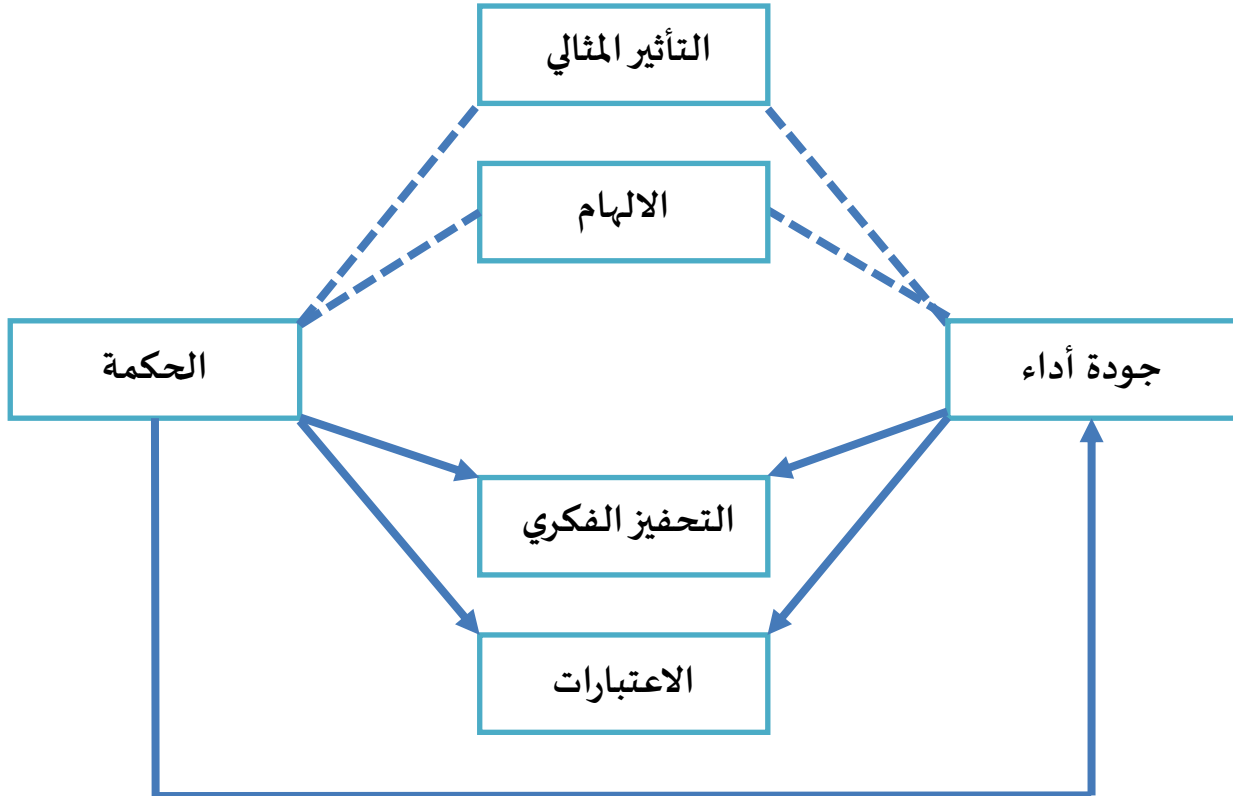 التأثير المثالي
الالهام
الحكمة
جودة أداء
التحفيز الفكري
الاعتبارات